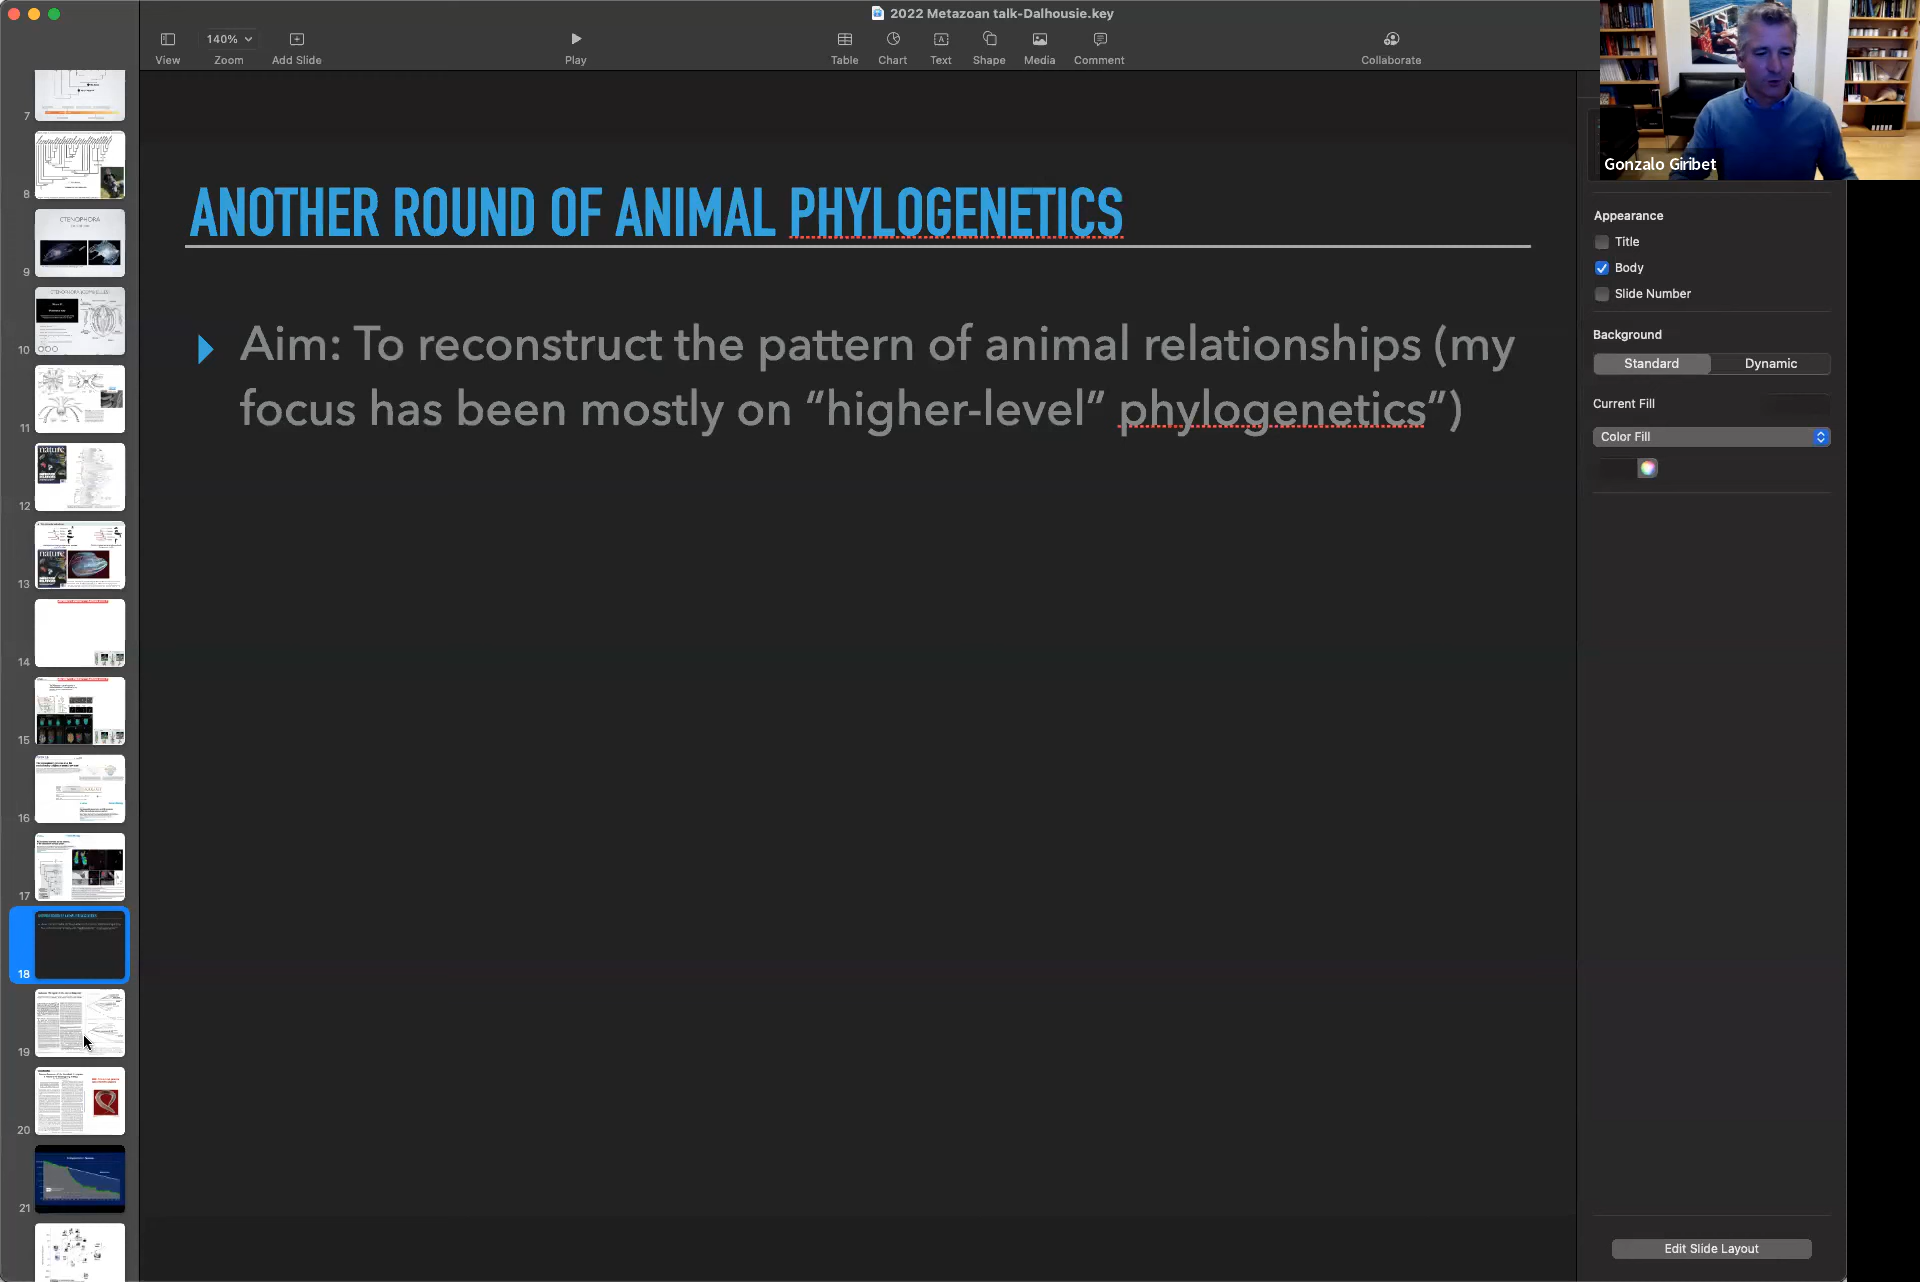 2022 Metazoan talk-Dalhousie.key
140%
View
Zoom
Add Slide
Play
Table
Chart
Text
Shape
Media
Comment
Collaborate
Gonzalo Giribet
7
8
CTENOPHORA
9
10
11
nature
12
nature
13
14
15
16
17
18
19
20
21
ANOTHER ROUND OF ANIMAL PHYLOGENETICS
Aim: To reconstruct the pattern of animal relationships (my
focus has been mostly on “higher-level” phylogenetics”)
Appearance
Title
Body
Slide Number
Background
Standard
Dynamic
Current Fill
Color Fill
Edit Slide Layout